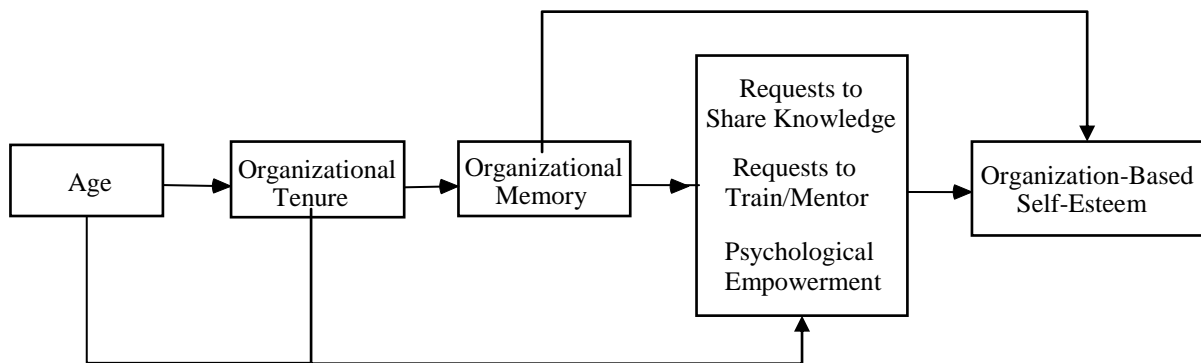 Age
Organizational
Tenure
Organizational
Memory
Requests to
Share Knowledge
Requests to
Train/Mentor
Psychological
Empowerment
Organization-Based
Self-Esteem